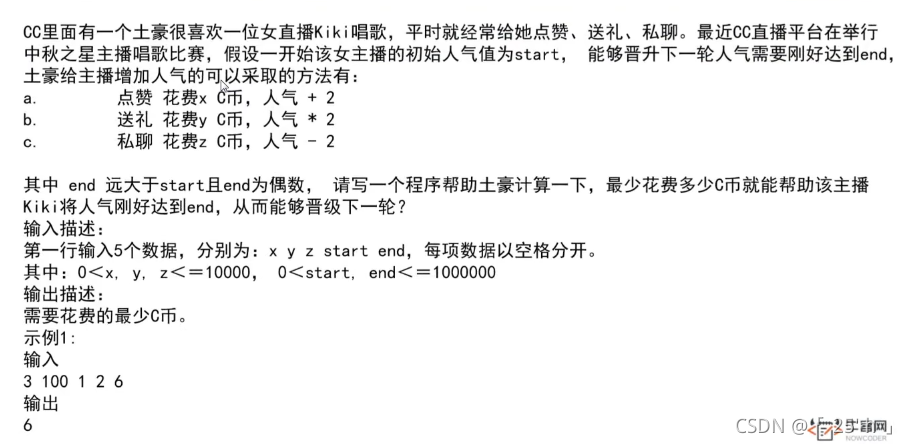 CC里面有一个土豪很喜欢一位女直播Kiki唱歌，平时就经常给她点赞、送礼、私聊。最近CC直播平台在举行
中秋之星主播唱歌比赛，假设一开始该女主播的初始人气值为start， 能够晋升下一轮人气需要刚好达到end，
土豪给主播增加人气的可以采取的方法有：
a. 点赞 花费x C币，人气 + 2
b. 送礼 花费y C币，人气 * 2
c. 私聊 花费z C币，人气 - 2
其中 end 远大于start且end为偶数， 请写一个程序帮助土豪计算一下，最少花费多少C币就能帮助该主播
Kiki将人气刚好达到end，从而能够晋级下一轮？
输入描述：
第一行输入5个数据，分别为：x y z start end，每项数据以空格分开。
其中：0＜x, y, z＜＝10000， 0＜start, end＜＝1000000
输出描述：
需要花费的最少C币。
示例1：
输入
3 100 1 2 6
输出
6
CSDN
NOWCODER